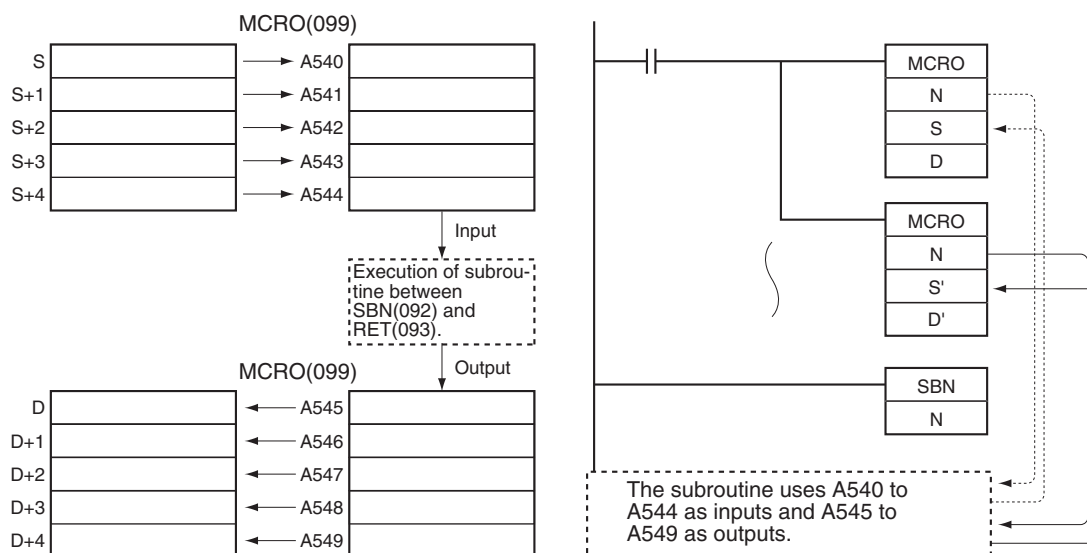 MCRO(099)
S
A540
S+1
A541
S+2
A542
S+3
A543
S+4
A544
Input
Execution of subrou-
tine between
SBN(092) and
RET(093).
Output
MCRO(099)
D
A545
D+1
A546
D+2
A547
D+3
A548
D+4
A549
MCRO
N
S
D
MCRO
N
S'
D'
SBN
N
The subroutine uses A540 to
A544 as inputs and A545 to
A549 as outputs.